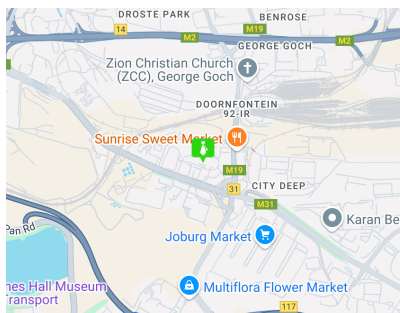 DROSTE PARK
BENROSE
14
M19
M2
M2
GEORGE GOCH
Zion Christian Church
(ZCC), George Goch
DOORNFONTEIN
92-IR
Sunrise Sweet Market
M19
31
CITY DEEP
M31
Karan Be
Pan Rd
Joburg Market
nes Hall Museum
Transport
Multiflora Flower Market
117